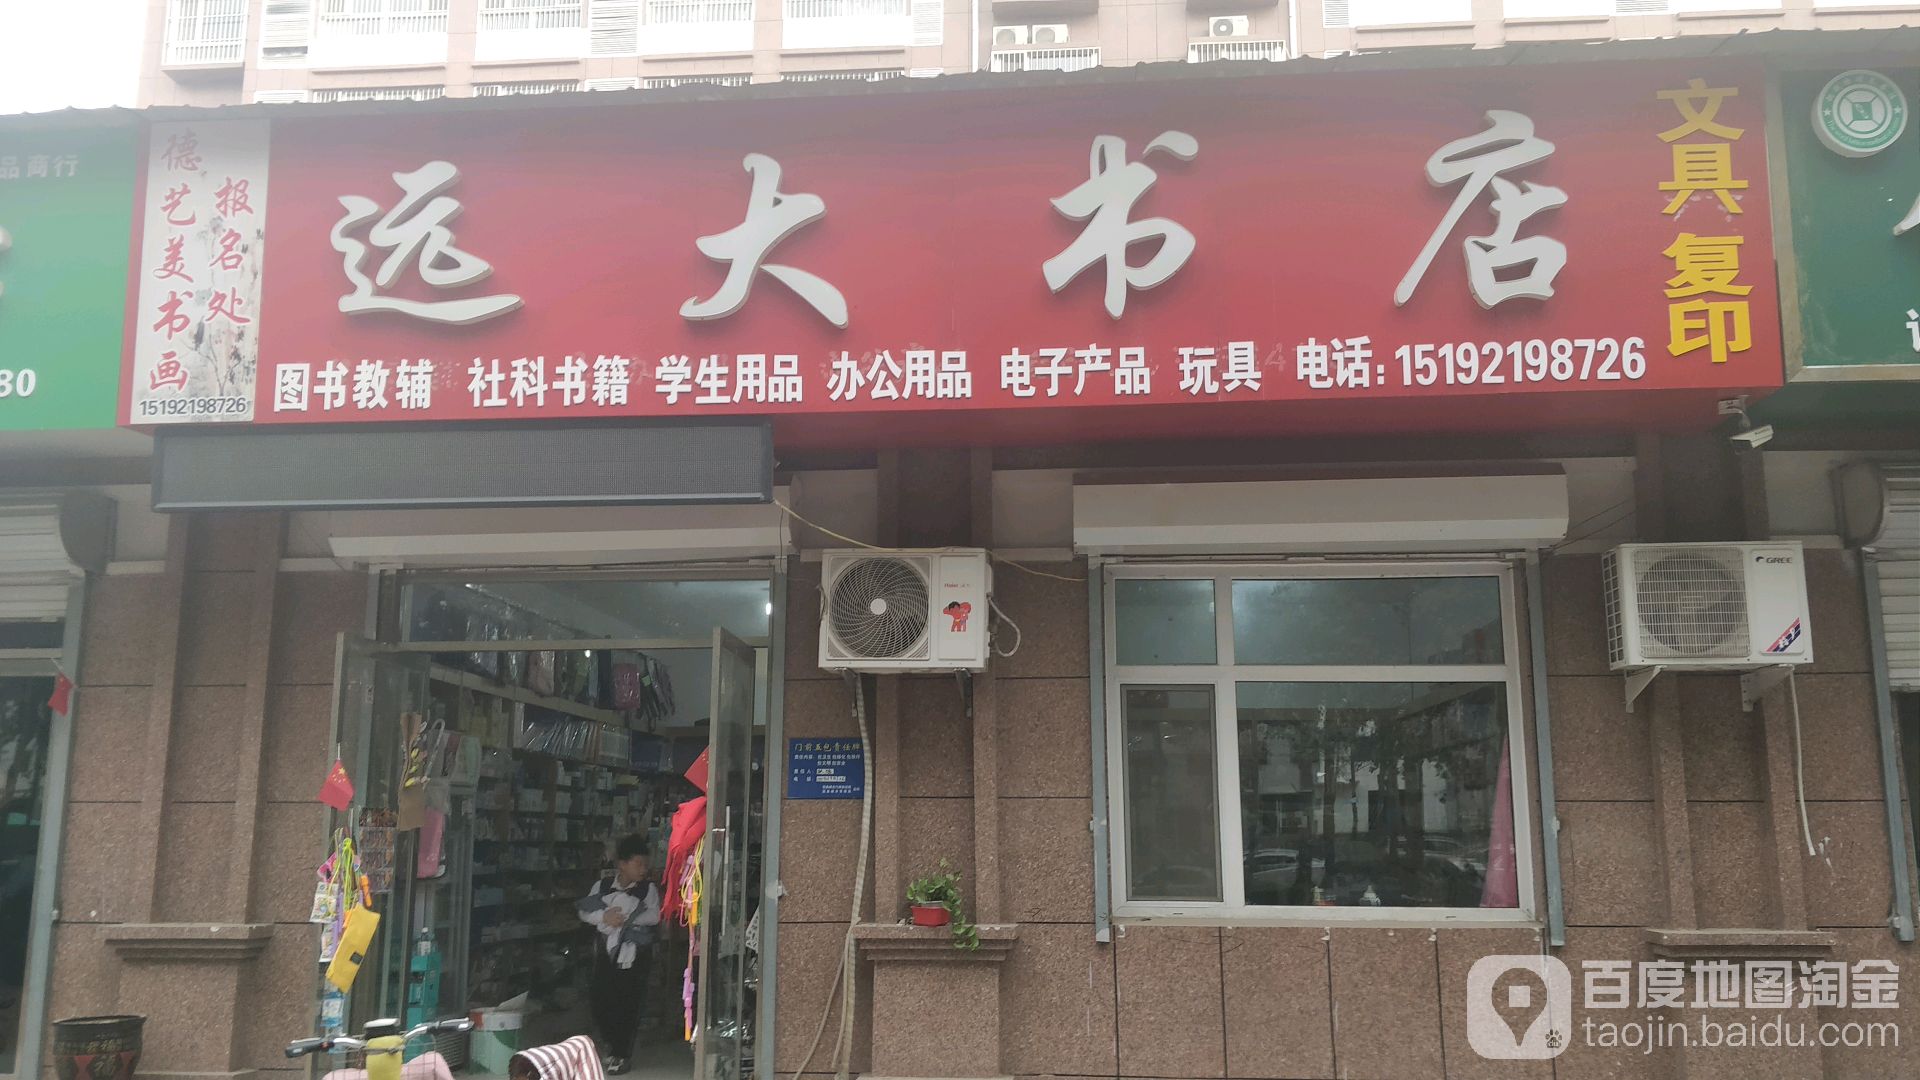 品商行
80
德艺美书画
报名处
15192198726
远大书店
图书教辅 社科书籍 学生用品 办公用品 电子产品 玩具 电话:15192198726
文具 复印
Haier
GREE
门前五包责任牌
百度地图淘金
taojin.baidu.com